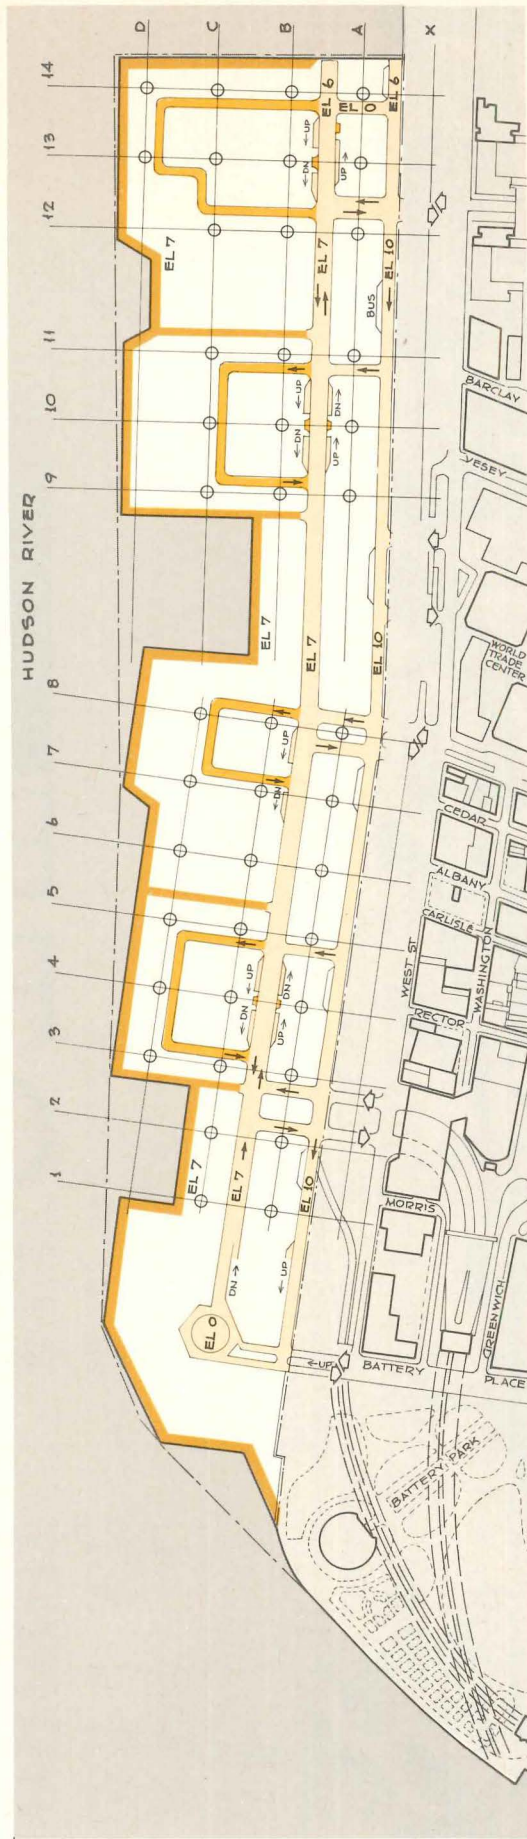 D
C
B
A
X
14
13
12
11
10
9
8
7
6
5
4
3
2
1
HUDSON RIVER
EL 6
EL 6
EL 0
UP
DN
UP
EL 7
EL 7
EL 10
BUS
UP
DN
DN
UP
BARCLAY
VESEY
EL 7
EL 7
EL 10
WORLD
TRADE
CENTER
UP
DN
CEDAR
ALBANY
CARLISLE
WEST ST
WASHINGTON
RECTOR
UP
DN
DN
UP
EL 7
EL 7
EL 10
MORRIS
DN
UP
EL 0
UP
BATTERY
PLACE
GREENWICH
BATTERY PARK